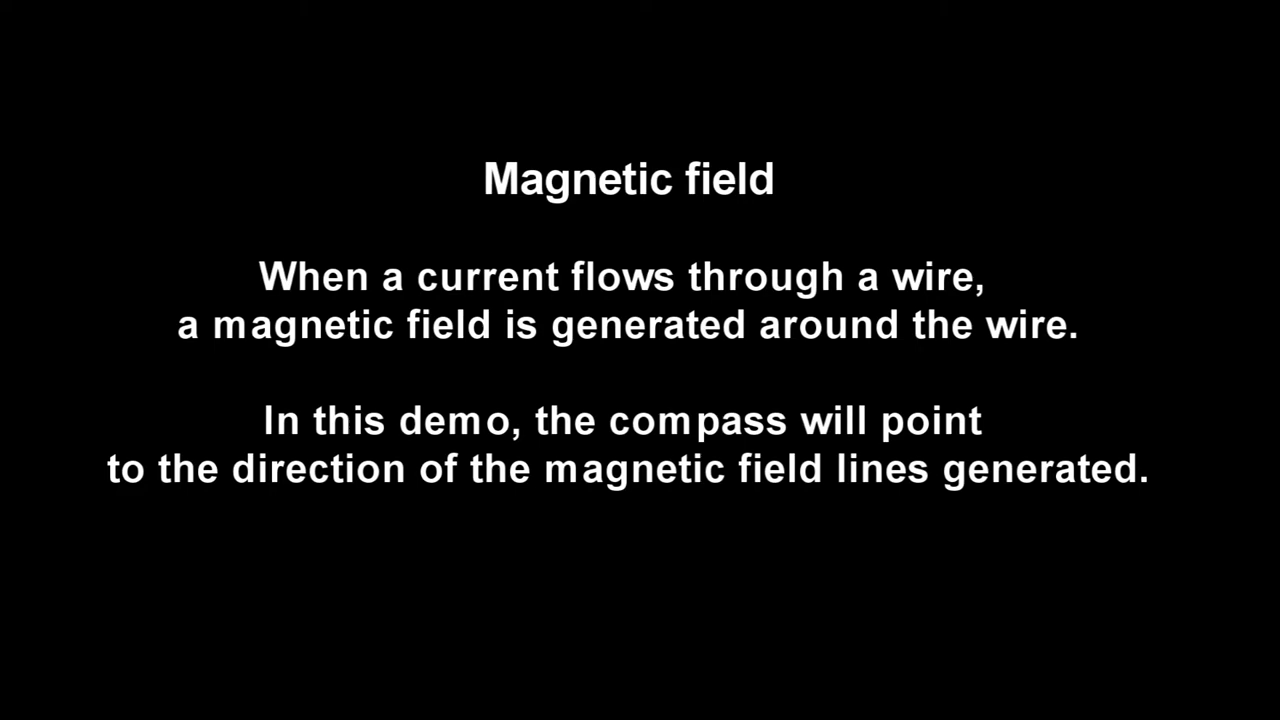 Magnetic field
When a current flows through a wire,
a magnetic field is generated around the wire.
In this demo, the compass will point
to the direction of the magnetic field lines generated.